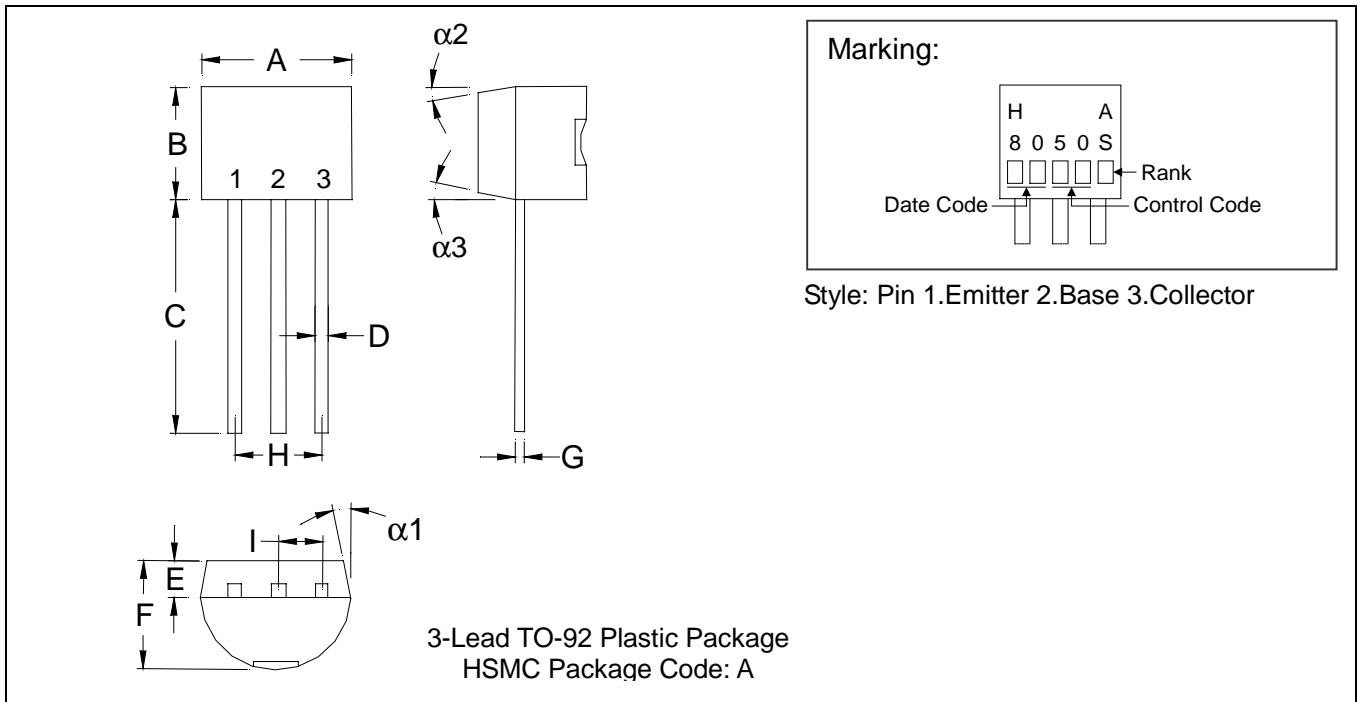 α2
A
B
1 2 3
α3
C
D
H
G
α1
I
E
F
3-Lead TO-92 Plastic Package
HSMC Package Code: A
Marking:
H A
8 0 5 0 S
Rank
Date Code
Control Code
Style: Pin 1.Emitter 2.Base 3.Collector